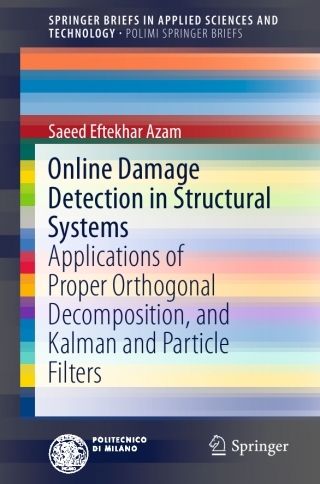 SPRINGER BRIEFS IN APPLIED SCIENCES AND
TECHNOLOGY · POLIMI SPRINGER BRIEFS
Saeed Eftekhar Azam
Online Damage
Detection in Structural
Systems
Applications of
Proper Orthogonal
Decomposition, and
Kalman and Particle
Filters
POLITECNICO
DI MILANO
Springer